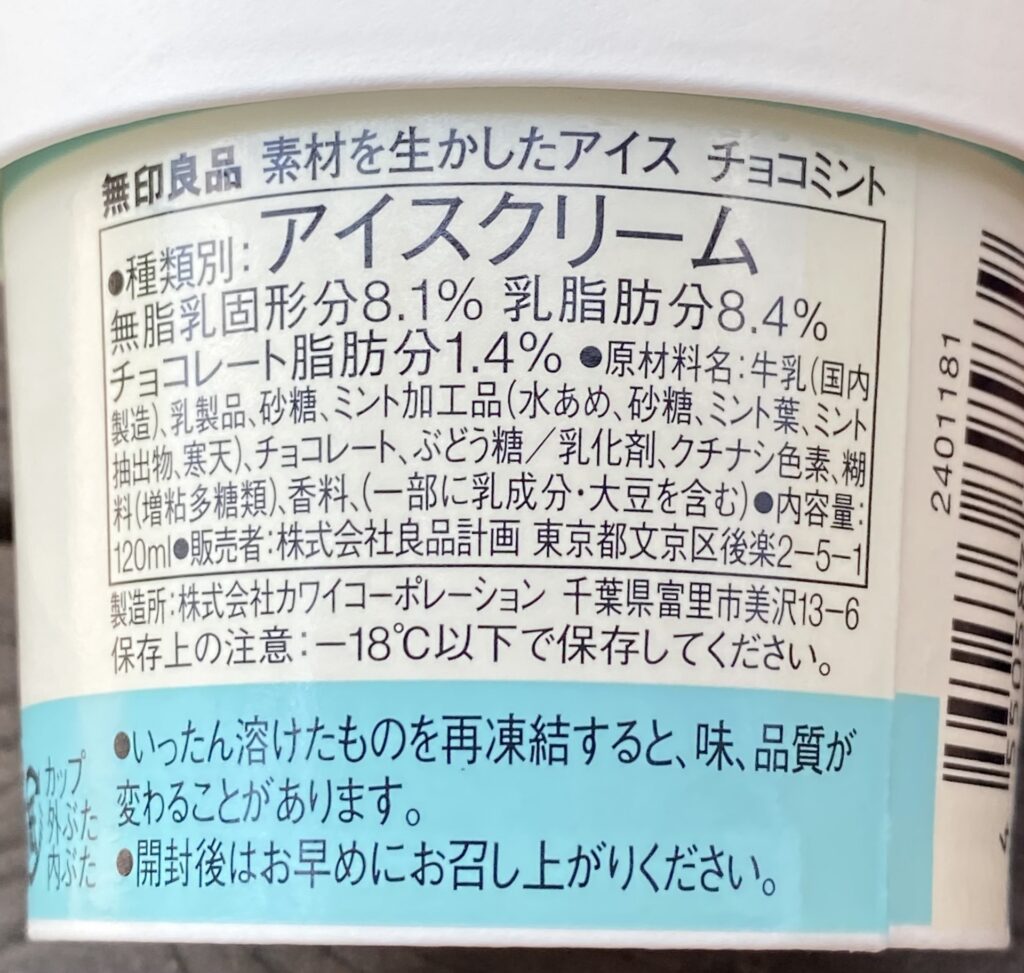 無印良品 素材を生かしたアイス チョコミント
●種類別:アイスクリーム
無脂乳固形分8.1% 乳脂肪分8.4%
チョコレート脂肪分1.4% ●原材料名:牛乳(国内
製造)、乳製品、砂糖、ミント加工品(水あめ、砂糖、ミント葉、ミント
抽出物、寒天)、チョコレート、ぶどう糖/乳化剤、クチナシ色素、糊
料(増粘多糖類)、香料、(一部に乳成分・大豆を含む)●内容量:
120ml●販売者:株式会社良品計画 東京都文京区後楽2-5-1
製造所:株式会社カワイコーポレーション 千葉県富里市美沢13-6
保存上の注意:-18℃以下で保存してください。
●いったん溶けたものを再凍結すると、味、品質が
変わることがあります。
●開封後はお早めにお召し上がりください。
カップ
外ぶた
内ぶた
2401181